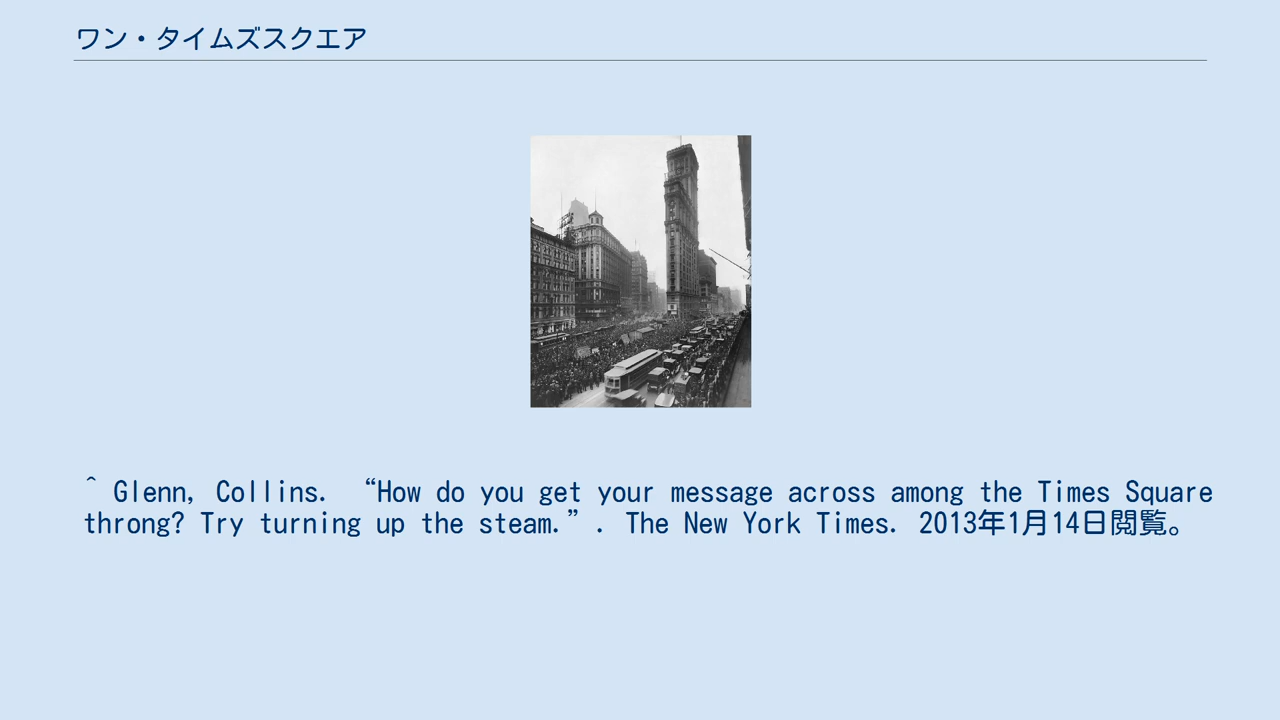 ワン・タイムズスクエア
^ Glenn, Collins. “How do you get your message across among the Times Square
throng? Try turning up the steam.”. The New York Times. 2013年1月14日閲覧。